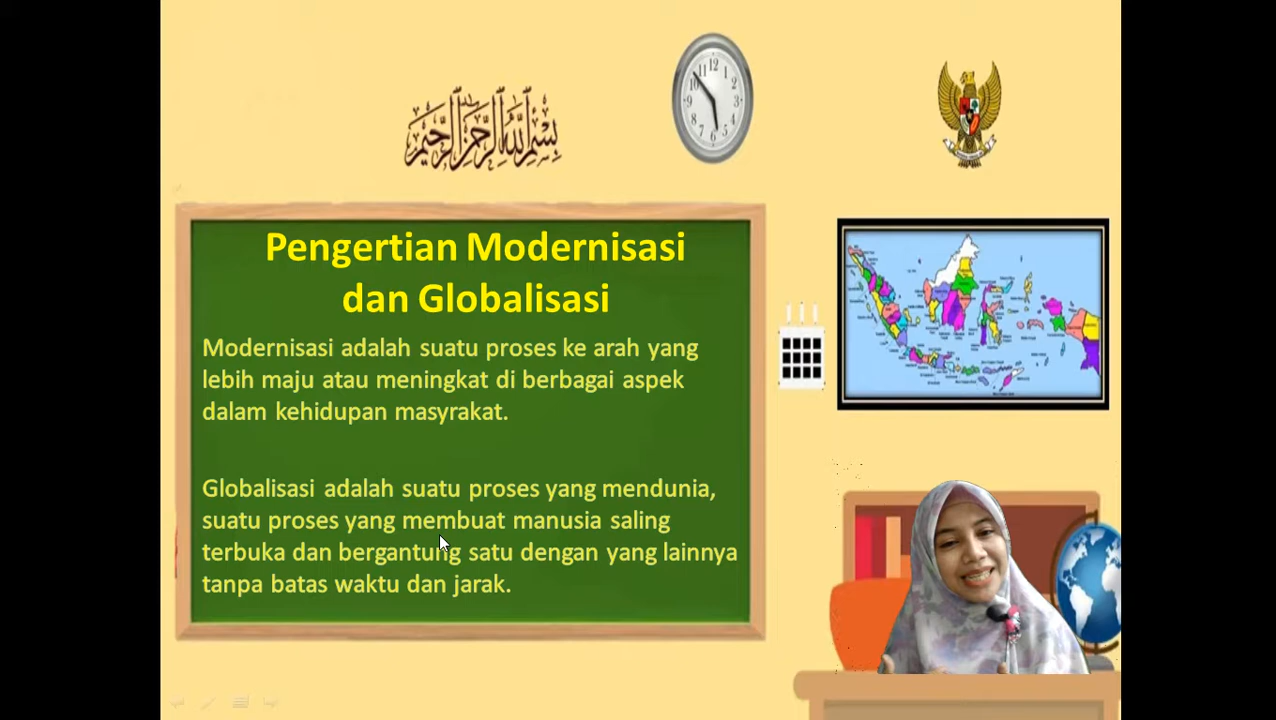 بسم الله الرحمن الرحيم
Pengertian Modernisasi
dan Globalisasi
Modernisasi adalah suatu proses ke arah yang
lebih maju atau meningkat di berbagai aspek
dalam kehidupan masyrakat.
Globalisasi adalah suatu proses yang mendunia,
suatu proses yang membuat manusia saling
terbuka dan bergantung satu dengan yang lainnya
tanpa batas waktu dan jarak.